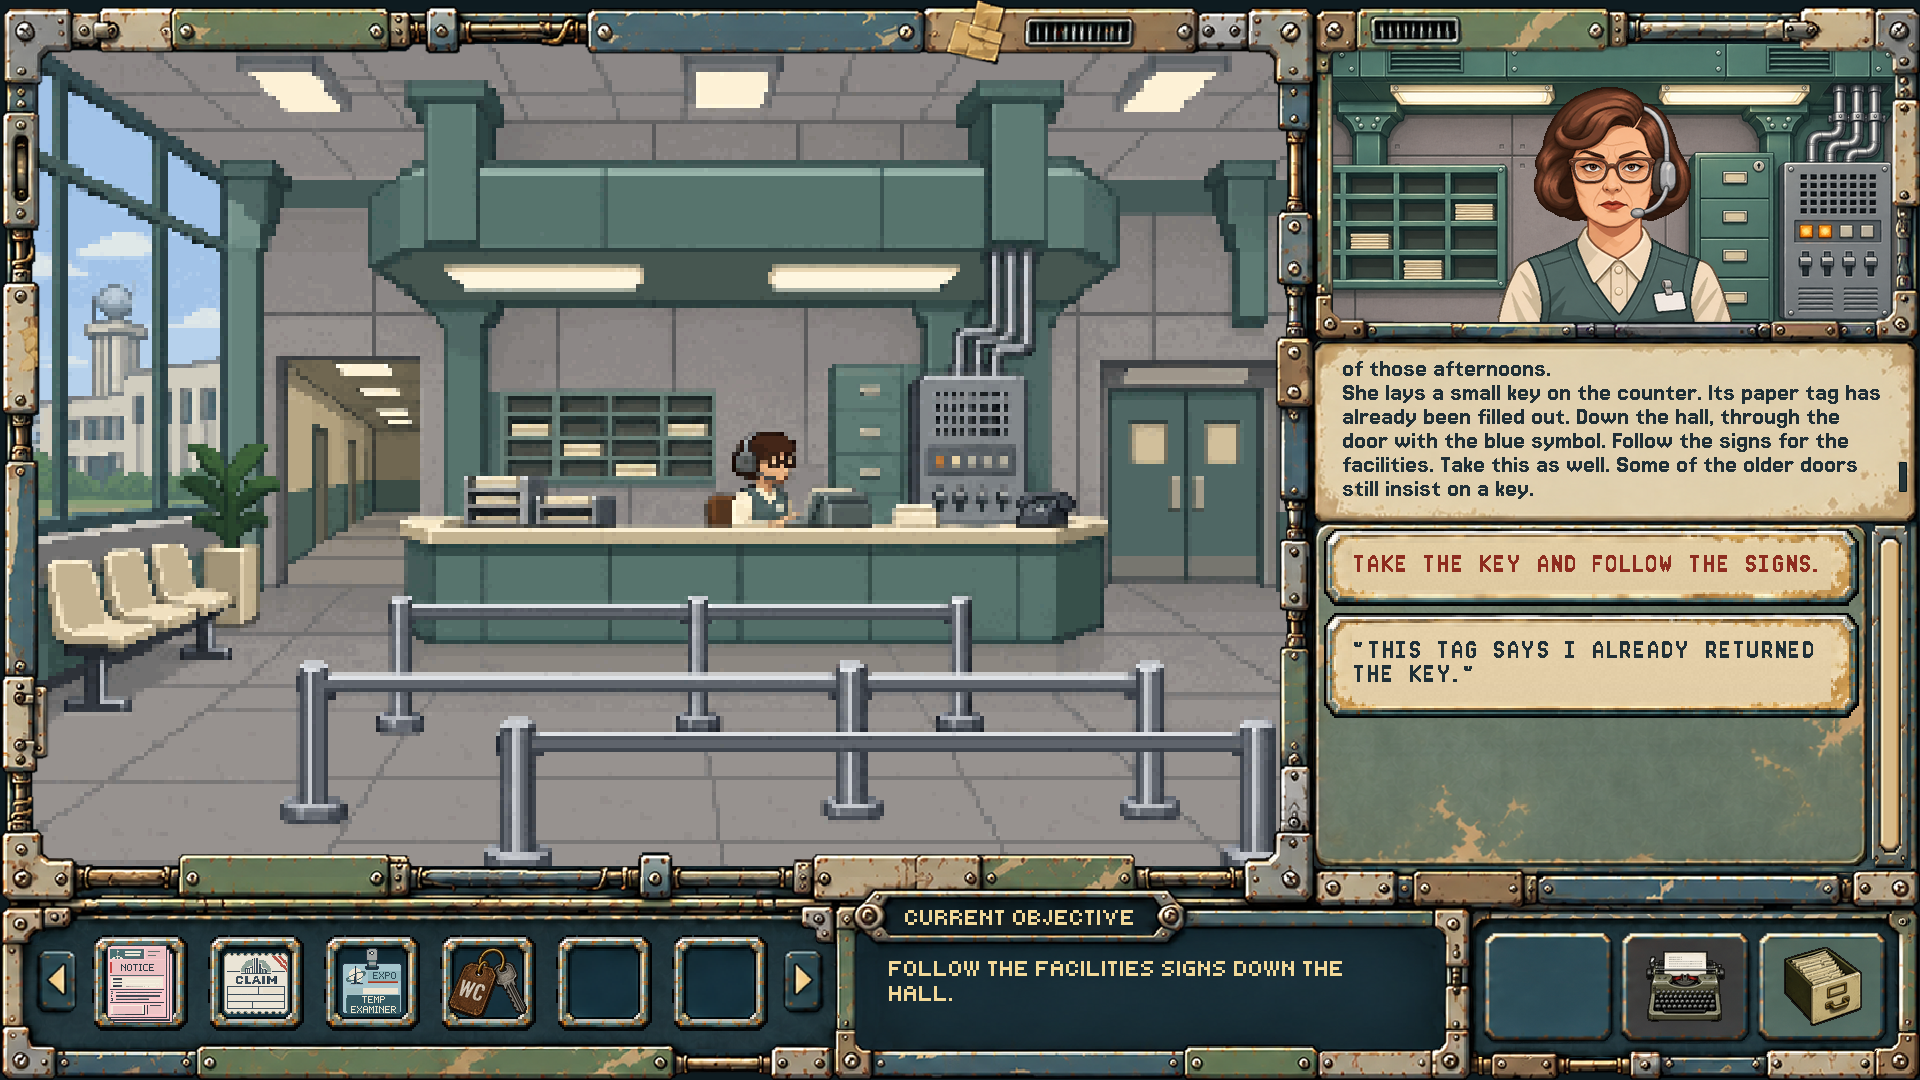 of those afternoons.
She lays a small key on the counter. Its paper tag has
already been filled out. Down the hall, through the
door with the blue symbol. Follow the signs for the
facilities. Take this as well. Some of the older doors
still insist on a key.
TAKE THE KEY AND FOLLOW THE SIGNS.
"THIS TAG SAYS I ALREADY RETURNED
THE KEY."
CURRENT OBJECTIVE
FOLLOW THE FACILITIES SIGNS DOWN THE
HALL.
NOTICE
CLAIM
EXPO
TEMP
EXAMINER
WC